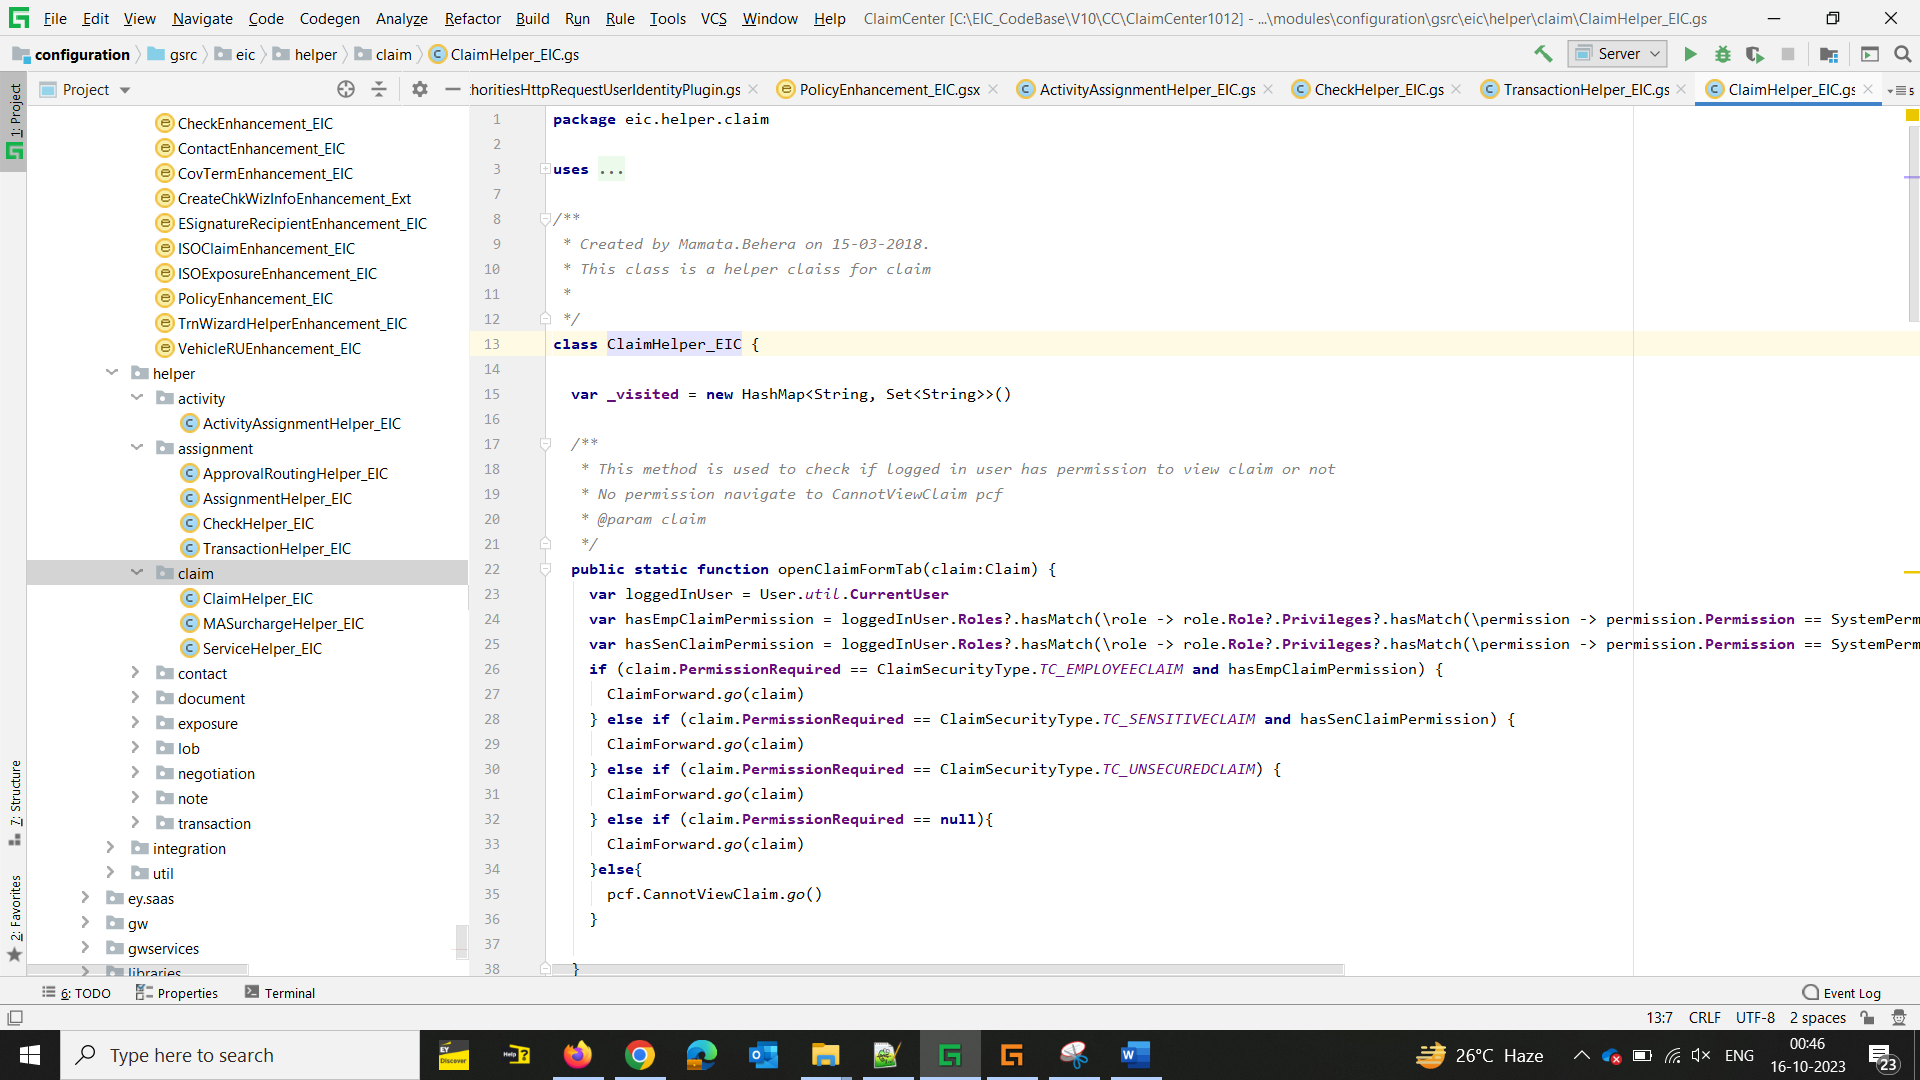 File Edit View Navigate Code Codegen Analyze Refactor Build Run Rule Tools VCS Window Help ClaimCenter [C:\EIC_CodeBase\V10\CC\ClaimCenter1012] - ...\modules\configuration\gsrc\eic\helper\claim\ClaimHelper_EIC.gs
configuration gsrc eic helper claim ClaimHelper_EIC.gs Server
Project horitiesHttpRequestUserIdentityPlugin.gs PolicyEnhancement_EIC.gsx ActivityAssignmentHelper_EIC.gs CheckHelper_EIC.gs TransactionHelper_EIC.gs ClaimHelper_EIC.gs 5
1: Project
7: Structure
2: Favorites
CheckEnhancement_EIC
ContactEnhancement_EIC
CovTermEnhancement_EIC
CreateChkWizInfoEnhancement_Ext
ESignatureRecipientEnhancement_EIC
ISOClaimEnhancement_EIC
ISOExposureEnhancement_EIC
PolicyEnhancement_EIC
TrnWizardHelperEnhancement_EIC
VehicleRUEnhancement_EIC
helper
activity
ActivityAssignmentHelper_EIC
assignment
ApprovalRoutingHelper_EIC
AssignmentHelper_EIC
CheckHelper_EIC
TransactionHelper_EIC
claim
ClaimHelper_EIC
MASurchargeHelper_EIC
ServiceHelper_EIC
contact
document
exposure
lob
negotiation
note
transaction
integration
util
ey.saas
gw
gwservices
libraries
1 package eic.helper.claim
2
3 uses ...
7
8 /**
9 * Created by Mamata.Behera on 15-03-2018.
10 * This class is a helper claiss for claim
11 *
12 */
13 class ClaimHelper_EIC {
14
15 var _visited = new HashMap<String, Set<String>>()
16
17 /**
18 * This method is used to check if logged in user has permission to view claim or not
19 * No permission navigate to CannotViewClaim pcf
20 * @param claim
21 */
22 public static function openClaimFormTab(claim:Claim) {
23 var loggedInUser = User.util.CurrentUser
24 var hasEmpClaimPermission = loggedInUser.Roles?.hasMatch(\role -> role.Role?.Privileges?.hasMatch(\permission -> permission.Permission == SystemPerm
25 var hasSenClaimPermission = loggedInUser.Roles?.hasMatch(\role -> role.Role?.Privileges?.hasMatch(\permission -> permission.Permission == SystemPerm
26 if (claim.PermissionRequired == ClaimSecurityType.TC_EMPLOYEECLAIM and hasEmpClaimPermission) {
27 ClaimForward.go(claim)
28 } else if (claim.PermissionRequired == ClaimSecurityType.TC_SENSITIVECLAIM and hasSenClaimPermission) {
29 ClaimForward.go(claim)
30 } else if (claim.PermissionRequired == ClaimSecurityType.TC_UNSECUREDCLAIM) {
31 ClaimForward.go(claim)
32 } else if (claim.PermissionRequired == null){
33 ClaimForward.go(claim)
34 }else{
35 pcf.CannotViewClaim.go()
36 }
37
38 }
6: TODO Properties Terminal Event Log
13:7 CRLF UTF-8 2 spaces
Type here to search EY Discover Help ? 26°C Haze ENG 00:46 16-10-2023 23